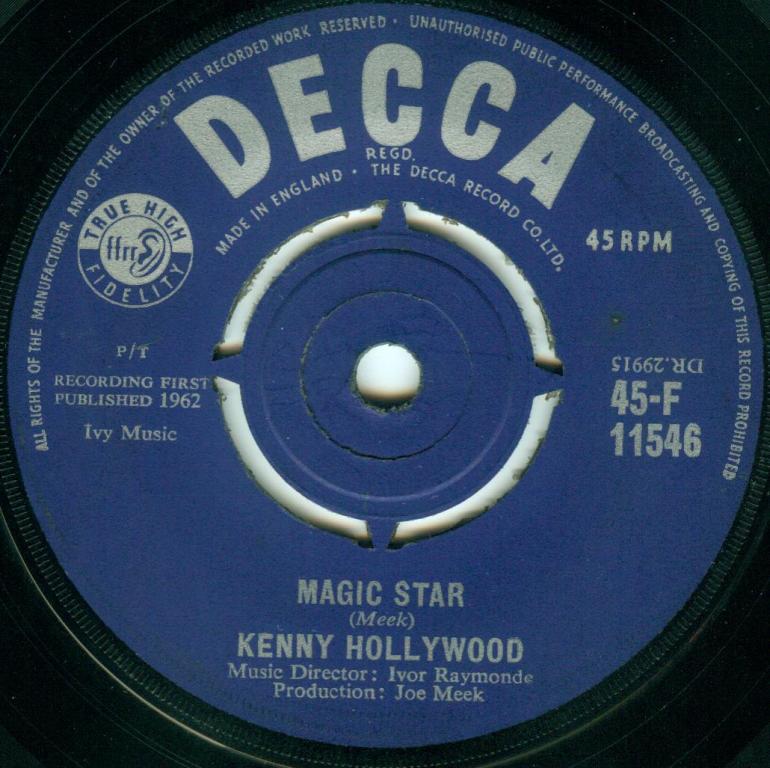 ALL RIGHTS OF THE MANUFACTURER AND OF THE OWNER OF THE RECORDED WORK RESERVED · UNAUTHORISED PUBLIC PERFORMANCE BROADCASTING AND COPYING OF THIS RECORD PROHIBITED
DECCA
REGD.
MADE IN ENGLAND · THE DECCA RECORD CO. LTD.
TRUE HIGH
ffrr
FIDELITY
45 RPM
P/T
RECORDING FIRST
PUBLISHED 1962
Ivy Music
DR.29915
45-F
11546
MAGIC STAR
(Meek)
KENNY HOLLYWOOD
Music Director: Ivor Raymonde
Production: Joe Meek